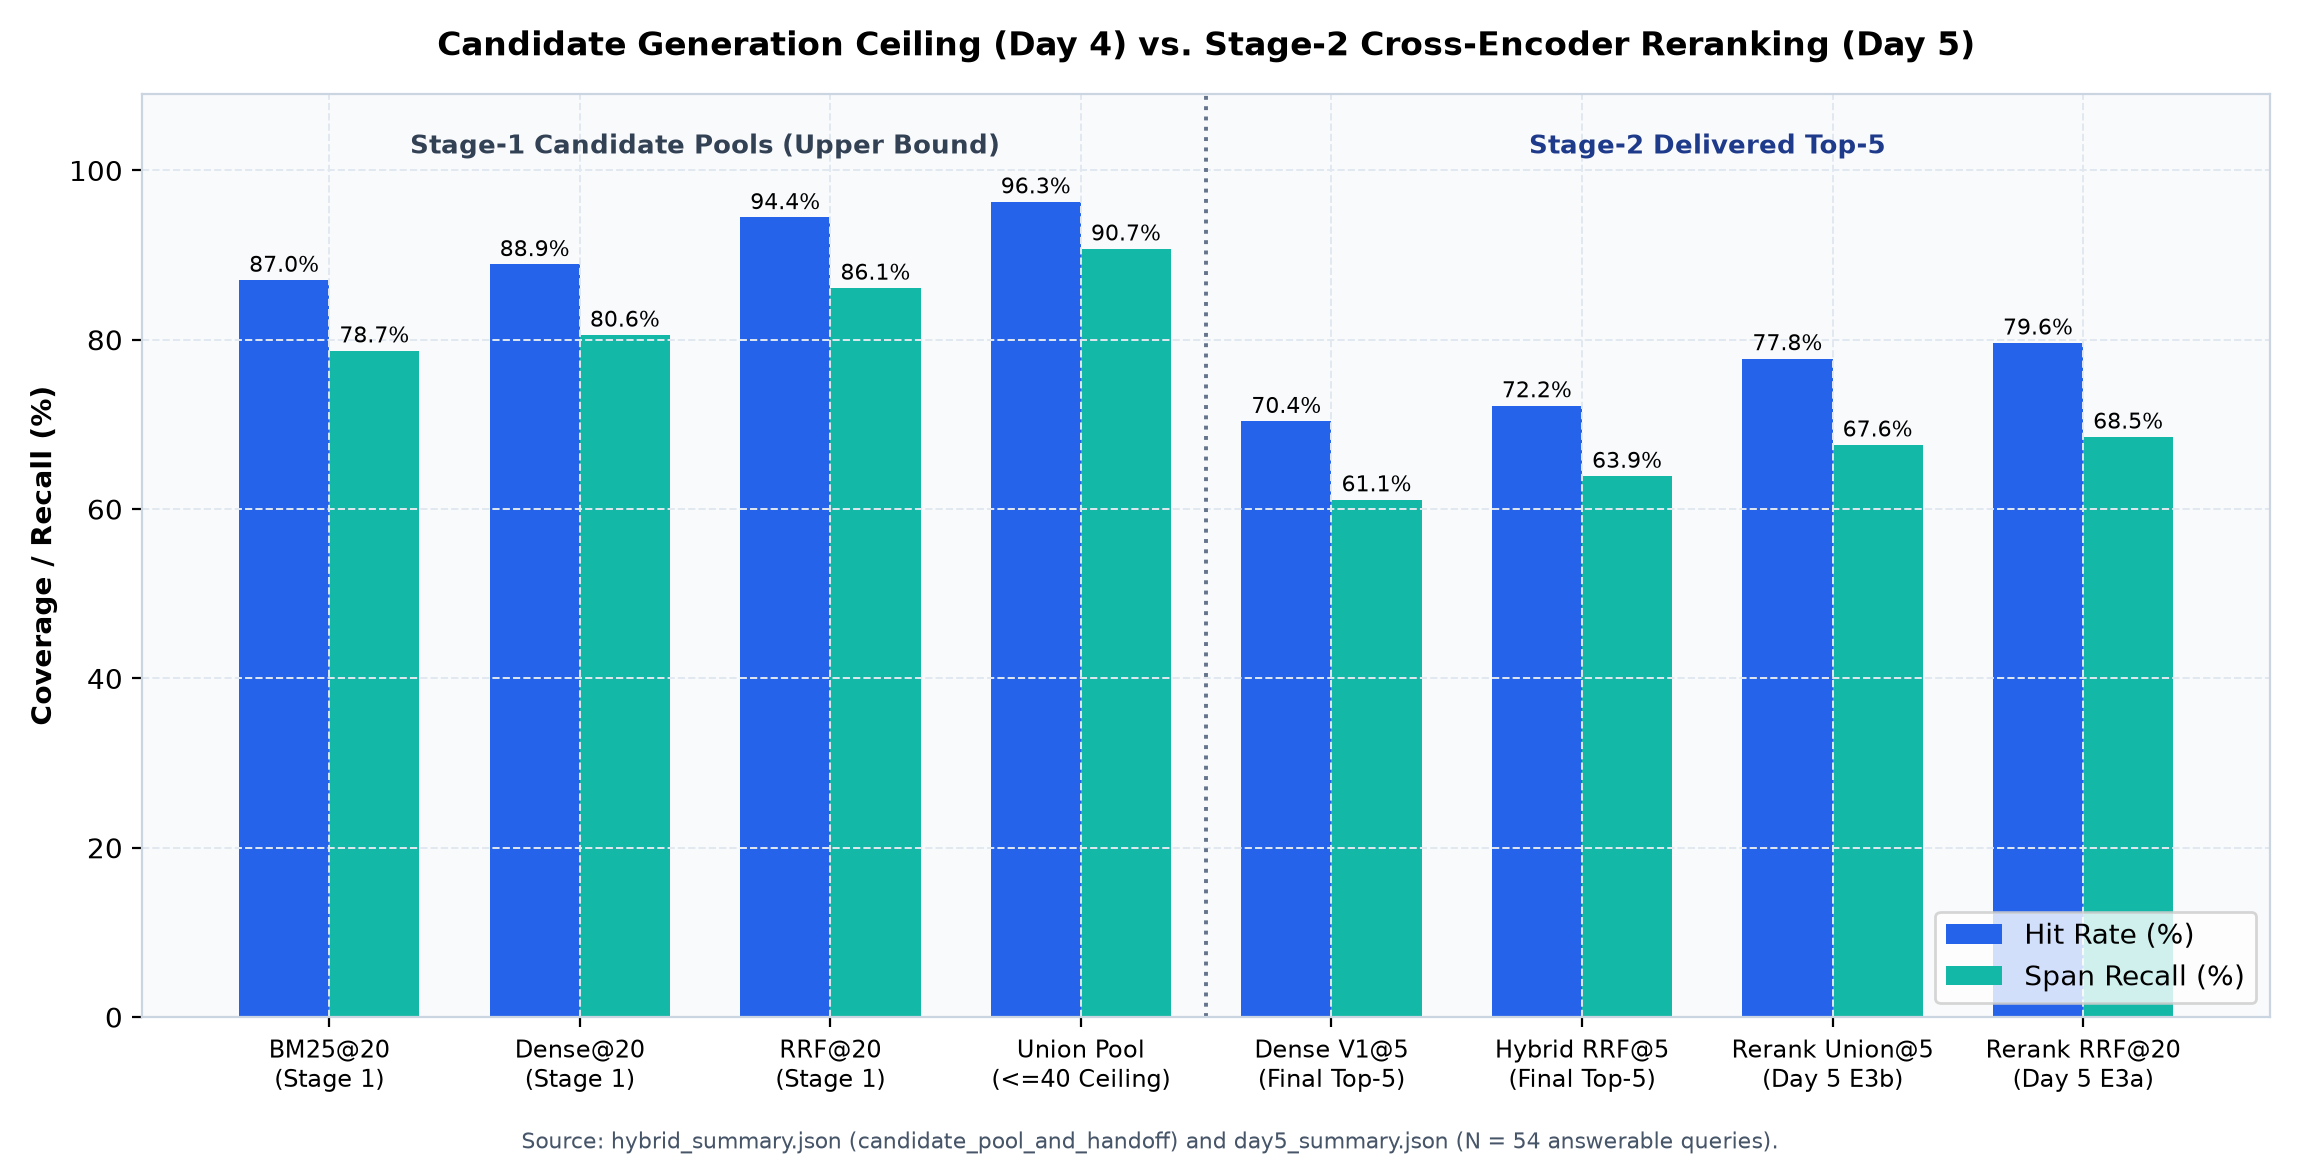 Candidate Generation Ceiling (Day 4) vs. Stage-2 Cross-Encoder Reranking (Day 5)
Stage-1 Candidate Pools (Upper Bound)
Stage-2 Delivered Top-5
Coverage / Recall (%)
100
80
60
40
20
0
87.0%
78.7%
88.9%
80.6%
94.4%
86.1%
96.3%
90.7%
70.4%
61.1%
72.2%
63.9%
77.8%
67.6%
79.6%
68.5%
Hit Rate (%)
Span Recall (%)
BM25@20
(Stage 1)
Dense@20
(Stage 1)
RRF@20
(Stage 1)
Union Pool
(<=40 Ceiling)
Dense V1@5
(Final Top-5)
Hybrid RRF@5
(Final Top-5)
Rerank Union@5
(Day 5 E3b)
Rerank RRF@20
(Day 5 E3a)
Source: hybrid_summary.json (candidate_pool_and_handoff) and day5_summary.json (N = 54 answerable queries).